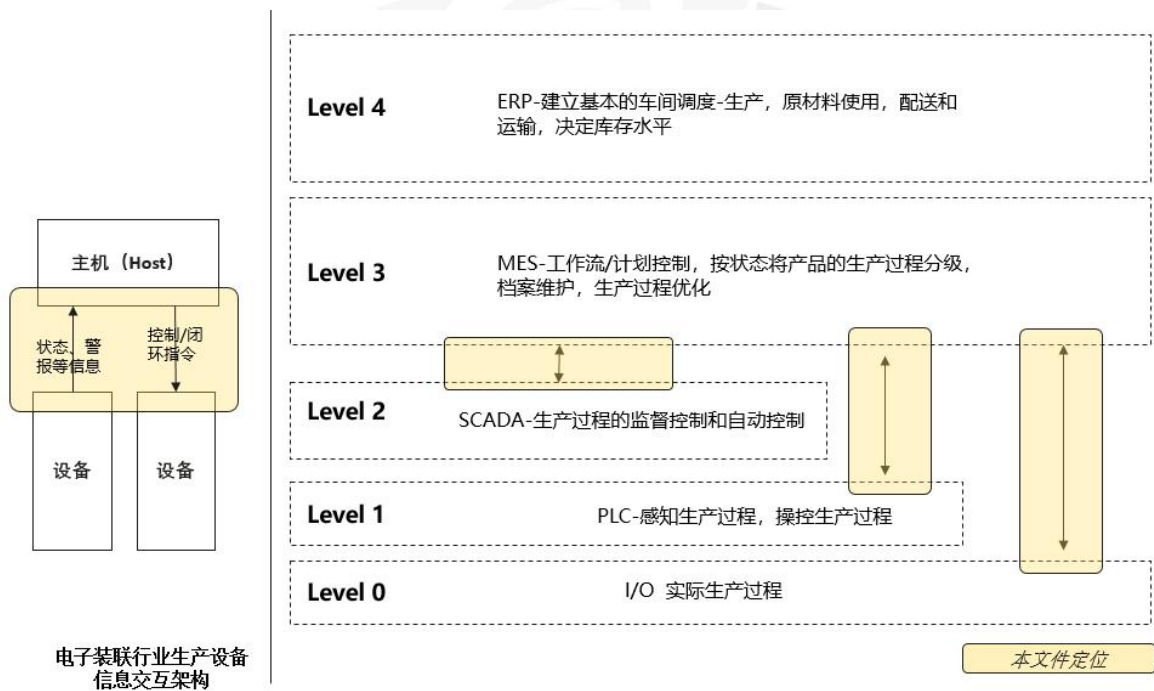 主机（Host）
状态、警
报等信息
控制/闭
环指令
设备
设备
电子装联行业生产设备
信息交互架构
Level 4
ERP-建立基本的车间调度-生产，原材料使用，配送和
运输，决定库存水平
Level 3
MES-工作流/计划控制，按状态将产品的生产过程分级，
档案维护，生产过程优化
Level 2
SCADA-生产过程的监督控制和自动控制
Level 1
PLC-感知生产过程，操控生产过程
Level 0
I/O 实际生产过程
本文件定位